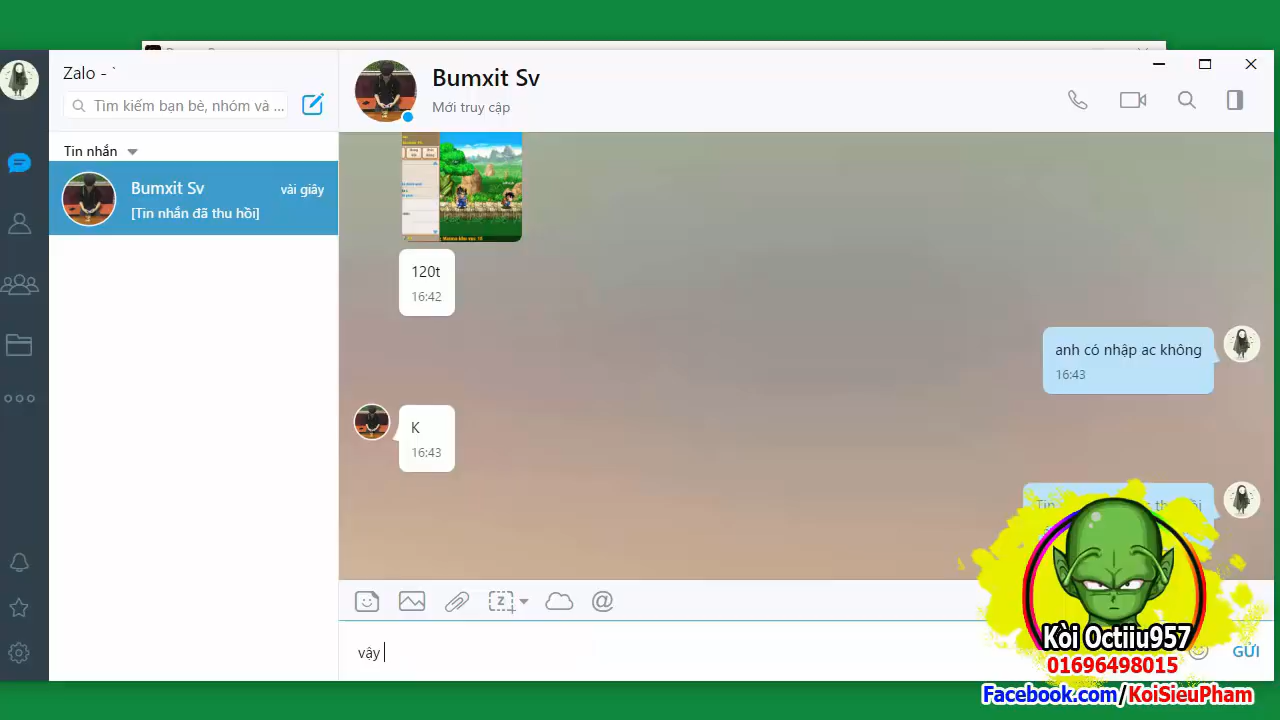 Zalo - `
Tìm kiếm bạn bè, nhóm và ...
Tin nhắn
Bumxit Sv
vài giây
[Tin nhắn đã thu hồi]
Bumxit Sv
Mới truy cập
120t
16:42
anh có nhập ac không
16:43
K
16:43
vậy
GỬI
Kòi Octiiu957
01696498015
Facebook.com/KoiSieuPham